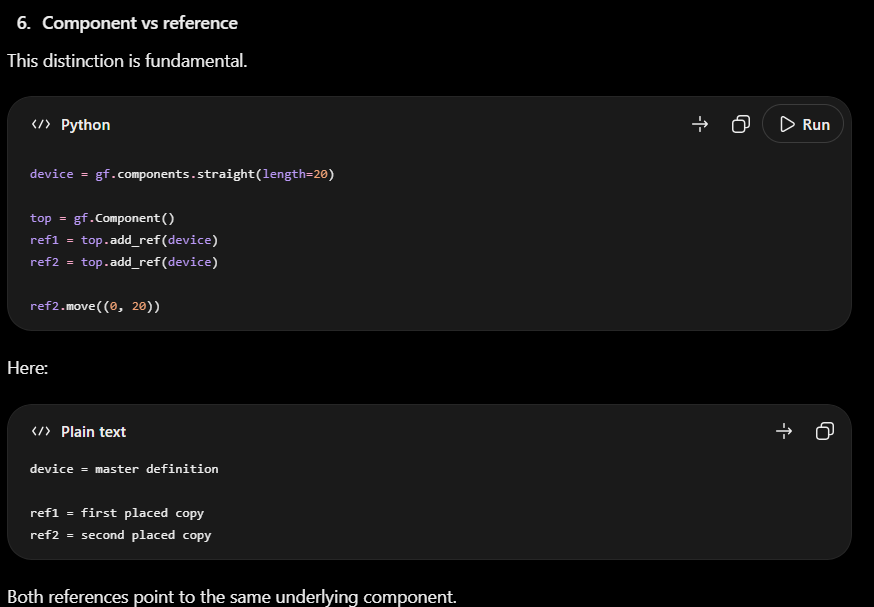 6. Component vs reference
This distinction is fundamental.
</> Python
Run
device = gf.components.straight(length=20)
top = gf.Component()
ref1 = top.add_ref(device)
ref2 = top.add_ref(device)
ref2.move((0, 20))
Here:
</> Plain text
device = master definition
ref1 = first placed copy
ref2 = second placed copy
Both references point to the same underlying component.